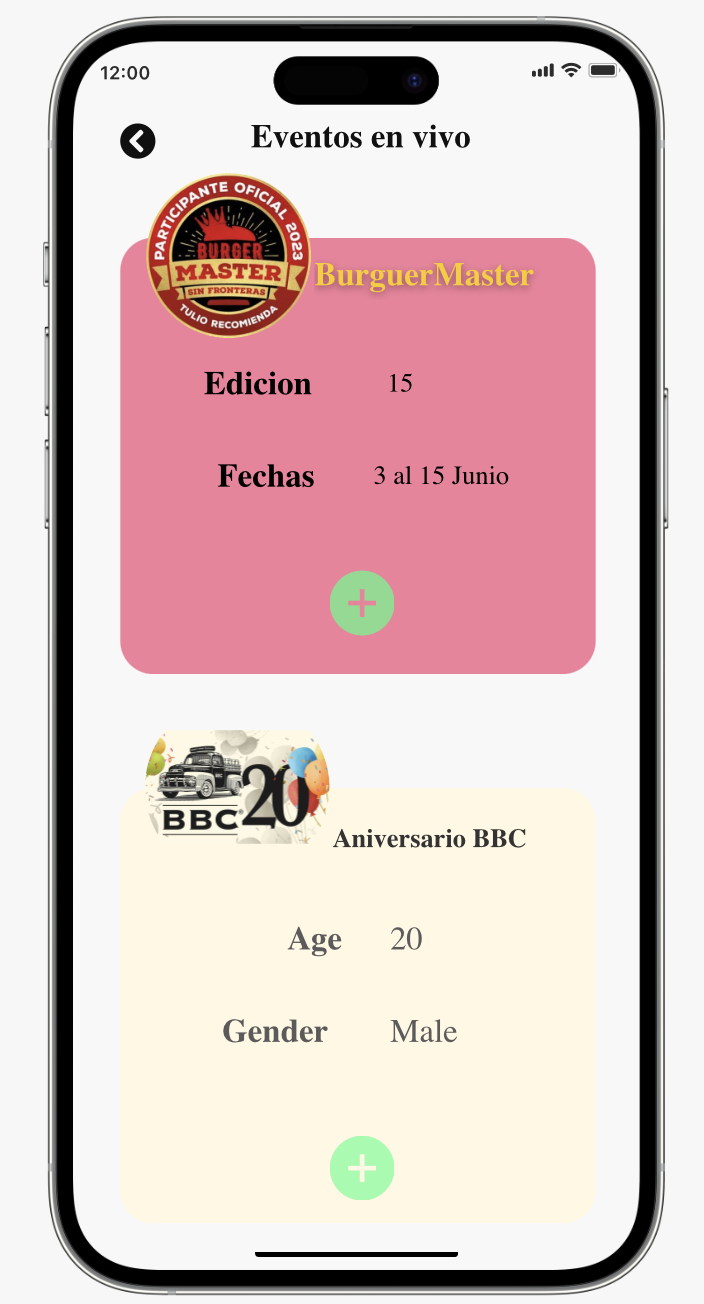 12:00
Eventos en vivo
PARTICIPANTE OFICIAL 2023
BURGER
MASTER
SIN FRONTERAS
TULIO RECOMIENDA
BurguerMaster
Edicion 15
Fechas 3 al 15 Junio
BBC® 20
Aniversario BBC
Age 20
Gender Male